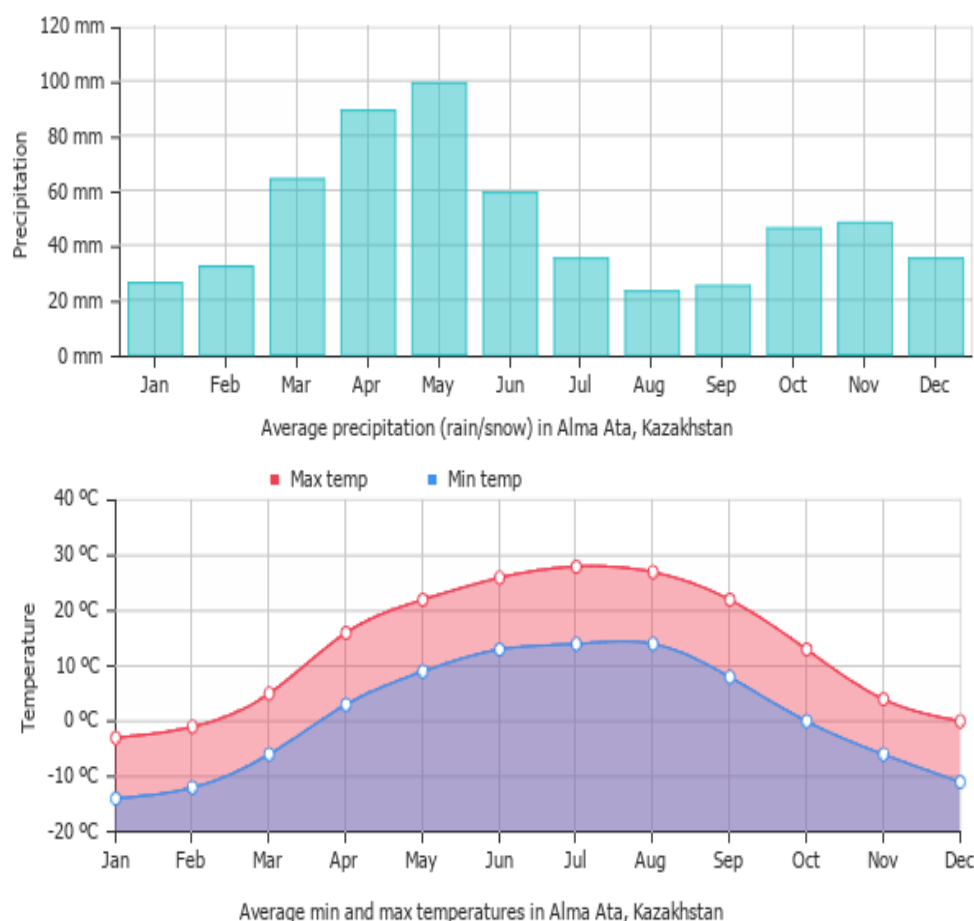 120 mm
100 mm
80 mm
60 mm
40 mm
20 mm
0 mm
Precipitation
Jan Feb Mar Apr May Jun Jul Aug Sep Oct Nov Dec
Average precipitation (rain/snow) in Alma Ata, Kazakhstan
Max temp Min temp
40 ºC
30 ºC
20 ºC
10 ºC
0 ºC
-10 ºC
-20 ºC
Temperature
Jan Feb Mar Apr May Jun Jul Aug Sep Oct Nov Dec
Average min and max temperatures in Alma Ata, Kazakhstan